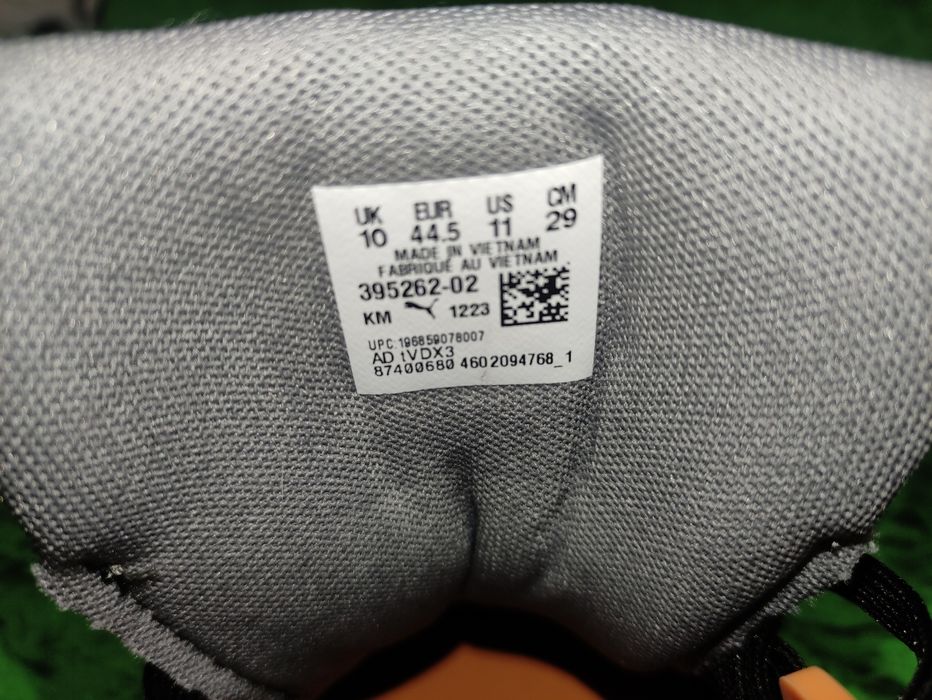 UK EUR US CM
10 44.5 11 29
MADE IN VIETNAM
FABRIQUÉ AU VIETNAM
395262-02
KM 1223
UPC:196859078007
AD tVDX3
87400680 4602094768_1